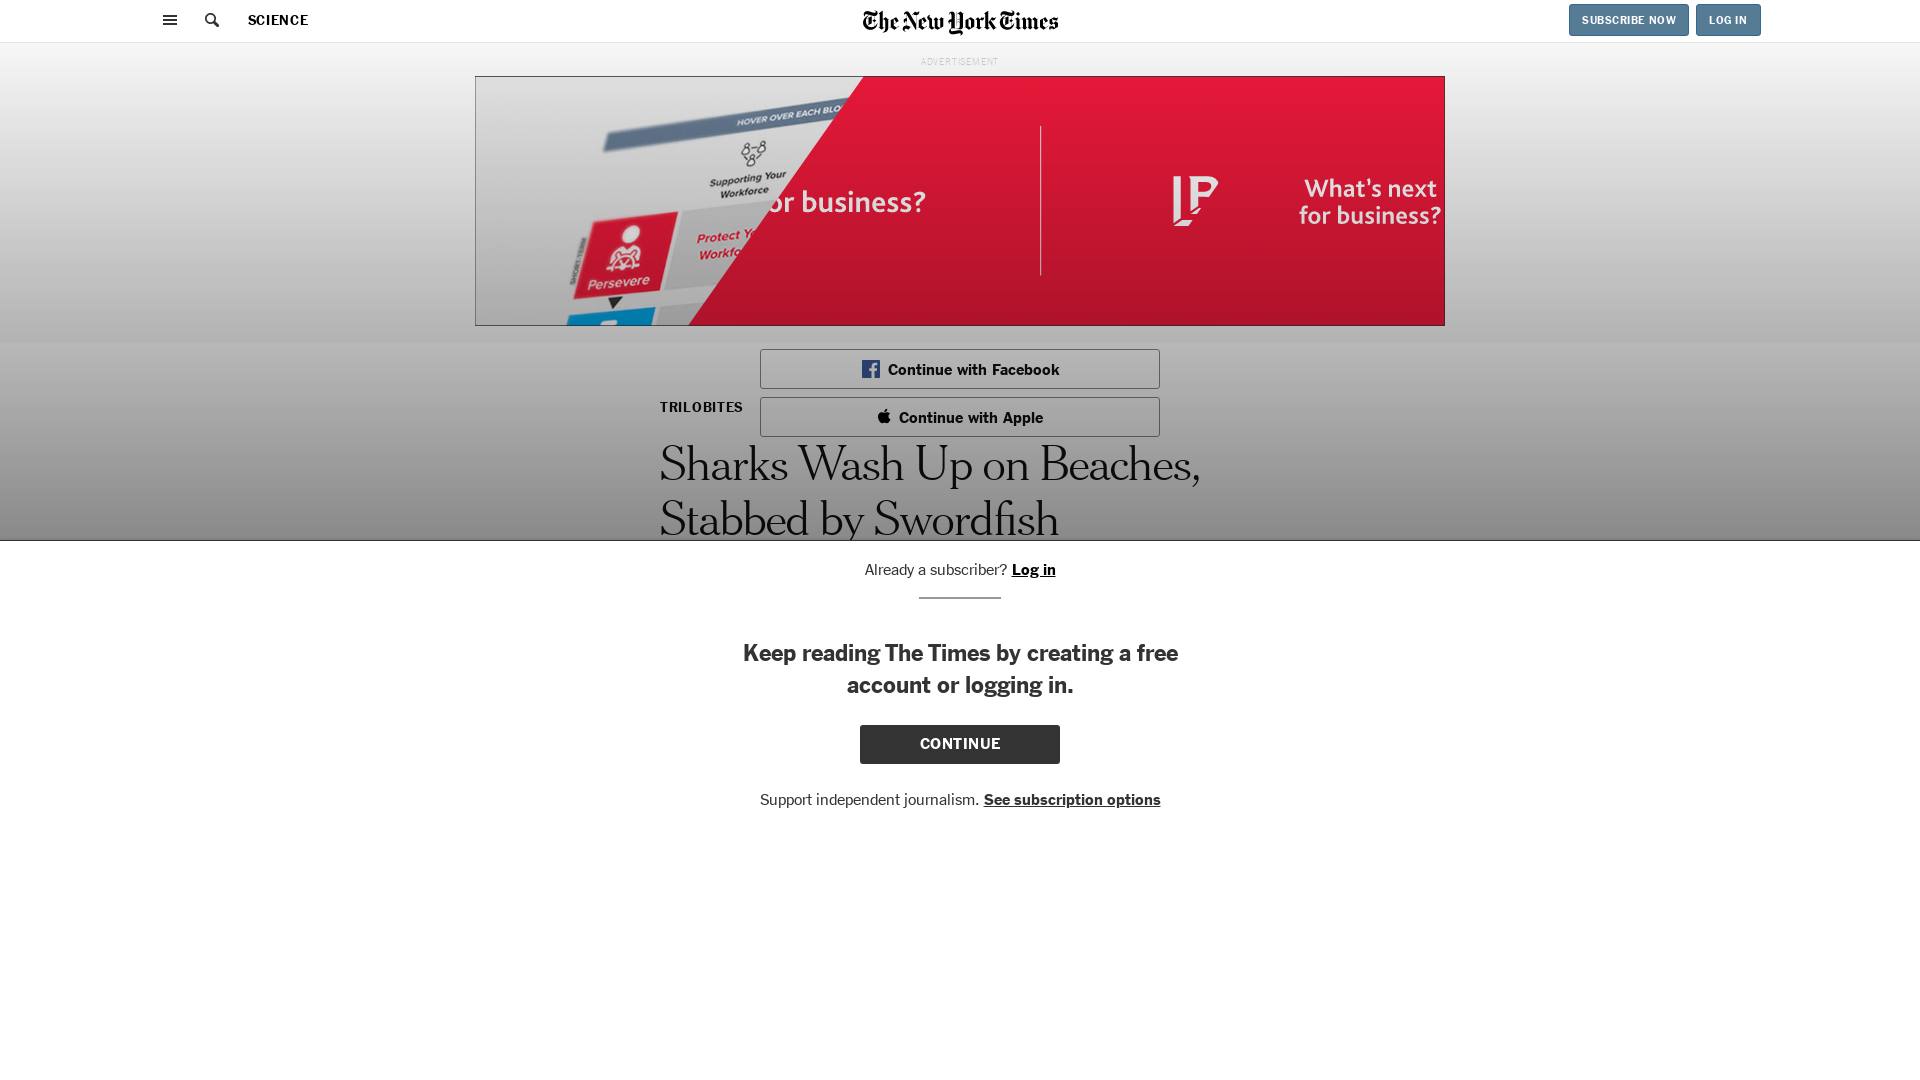 SCIENCE
The New York Times
SUBSCRIBE NOW
LOG IN
ADVERTISEMENT
HOVER OVER EACH
Supporting Your
Workforce
or business?
Protect
SHORT-TERM
Persevere
What's next
for business?
Continue with Facebook
TRILOBITES
Continue with Apple
Sharks Wash Up on Beaches,
Stabbed by Swordfish
Already a subscriber? Log in
Keep reading The Times by creating a free
account or logging in.
CONTINUE
Support independent journalism. See subscription options